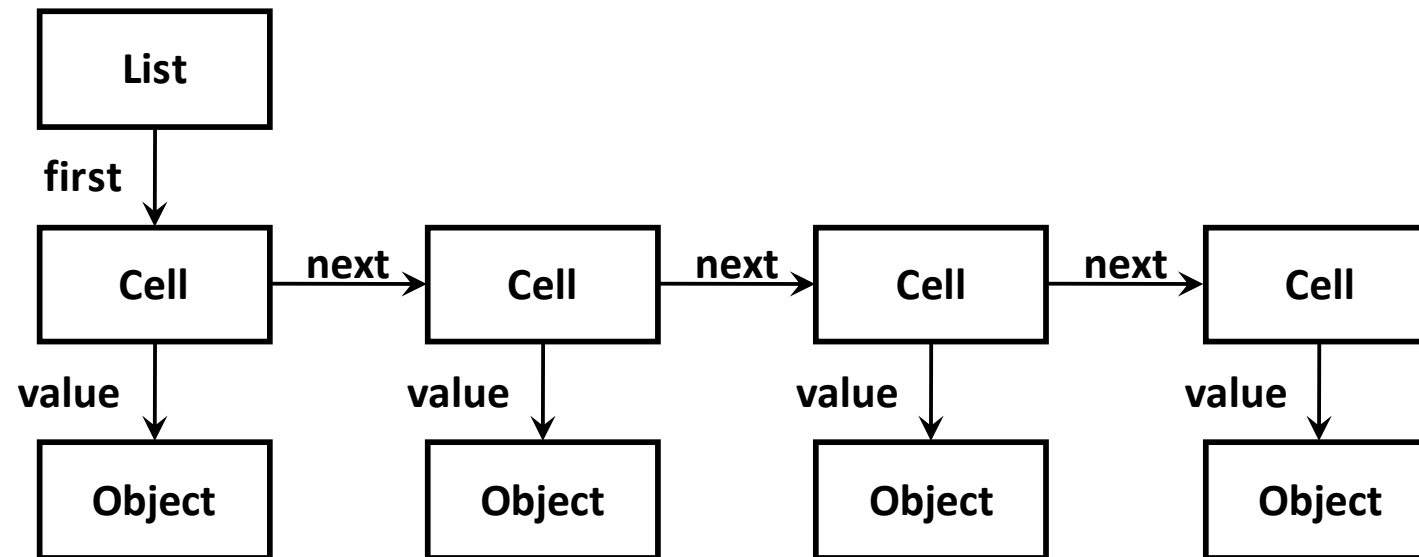 List
first
Cell next Cell next Cell next Cell
value value value value
Object Object Object Object